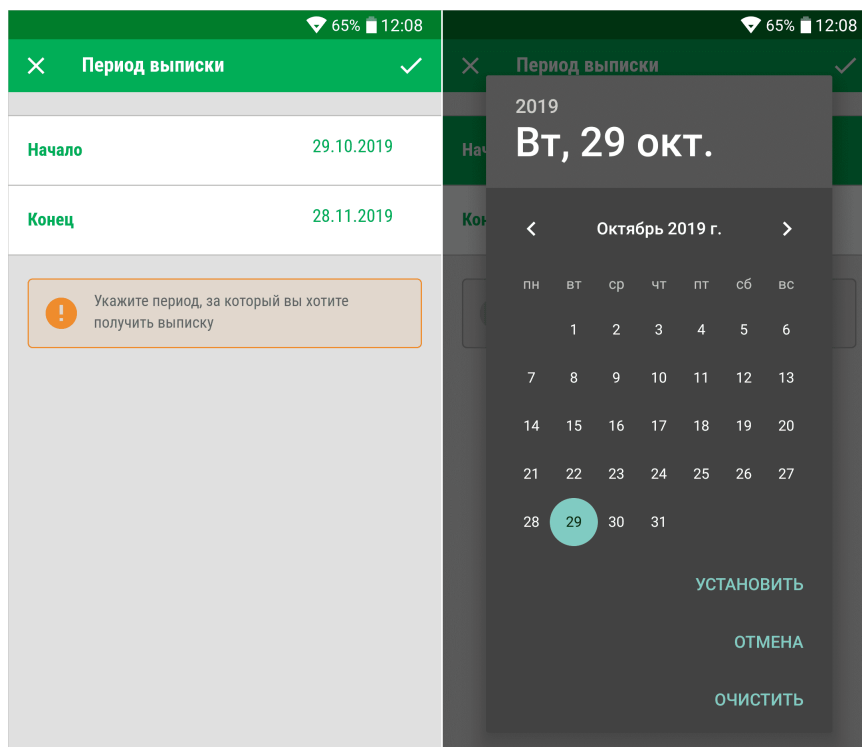 65% 12:08
Период выписки
Начало 29.10.2019
Конец 28.11.2019
Укажите период, за который вы хотите
получить выписку
65% 12:08
Период выписки
2019
Вт, 29 окт.
Нач
Кон
Октябрь 2019 г.
пн вт ср чт пт сб вс
1 2 3 4 5 6
7 8 9 10 11 12 13
14 15 16 17 18 19 20
21 22 23 24 25 26 27
28 29 30 31
УСТАНОВИТЬ
ОТМЕНА
ОЧИСТИТЬ